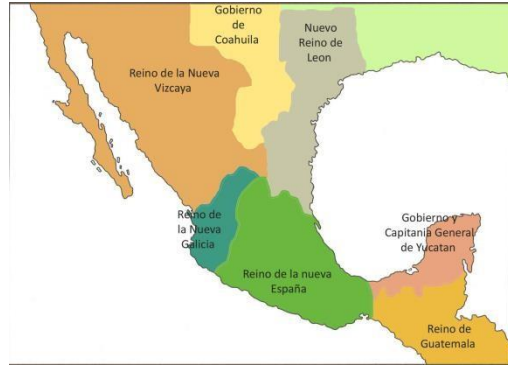 Gobierno
de
Coahuila
Nuevo
Reino de
Leon
Reino de la Nueva
Vizcaya
Reino de
la Nueva
Galicia
Gobierno y
Capitania General
de Yucatan
Reino de la nueva
España
Reino de
Guatemala